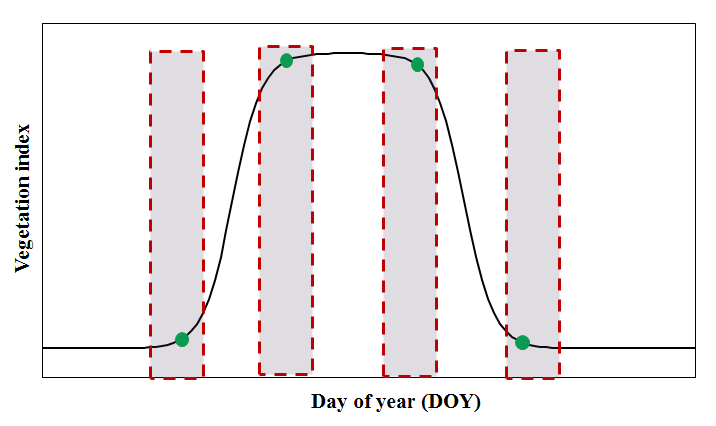 Vegetation index
Day of year (DOY)